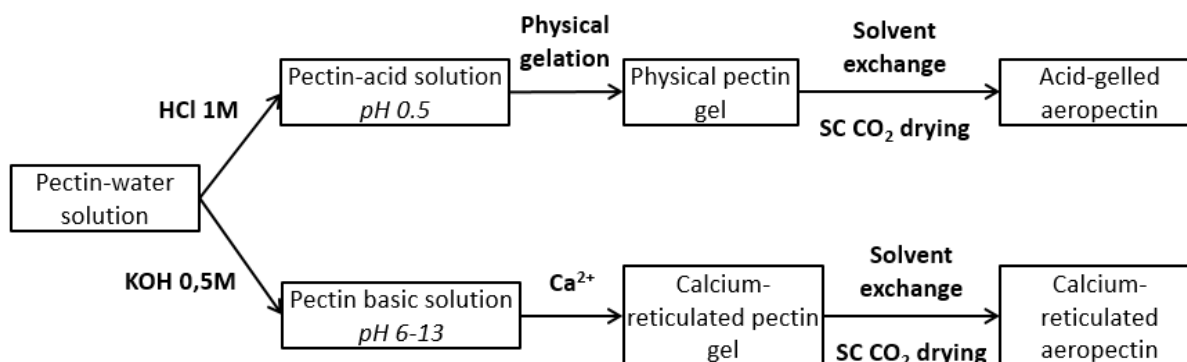 Physical
gelation
Solvent
exchange
Pectin-acid solution
pH 0.5
Physical pectin
gel
Acid-gelled
aeropectin
HCl 1M
SC CO₂ drying
Pectin-water
solution
KOH 0,5M
Ca²⁺
Solvent
exchange
Pectin basic solution
pH 6-13
Calcium-
reticulated pectin
gel
Calcium-
reticulated
aeropectin
SC CO₂ drying